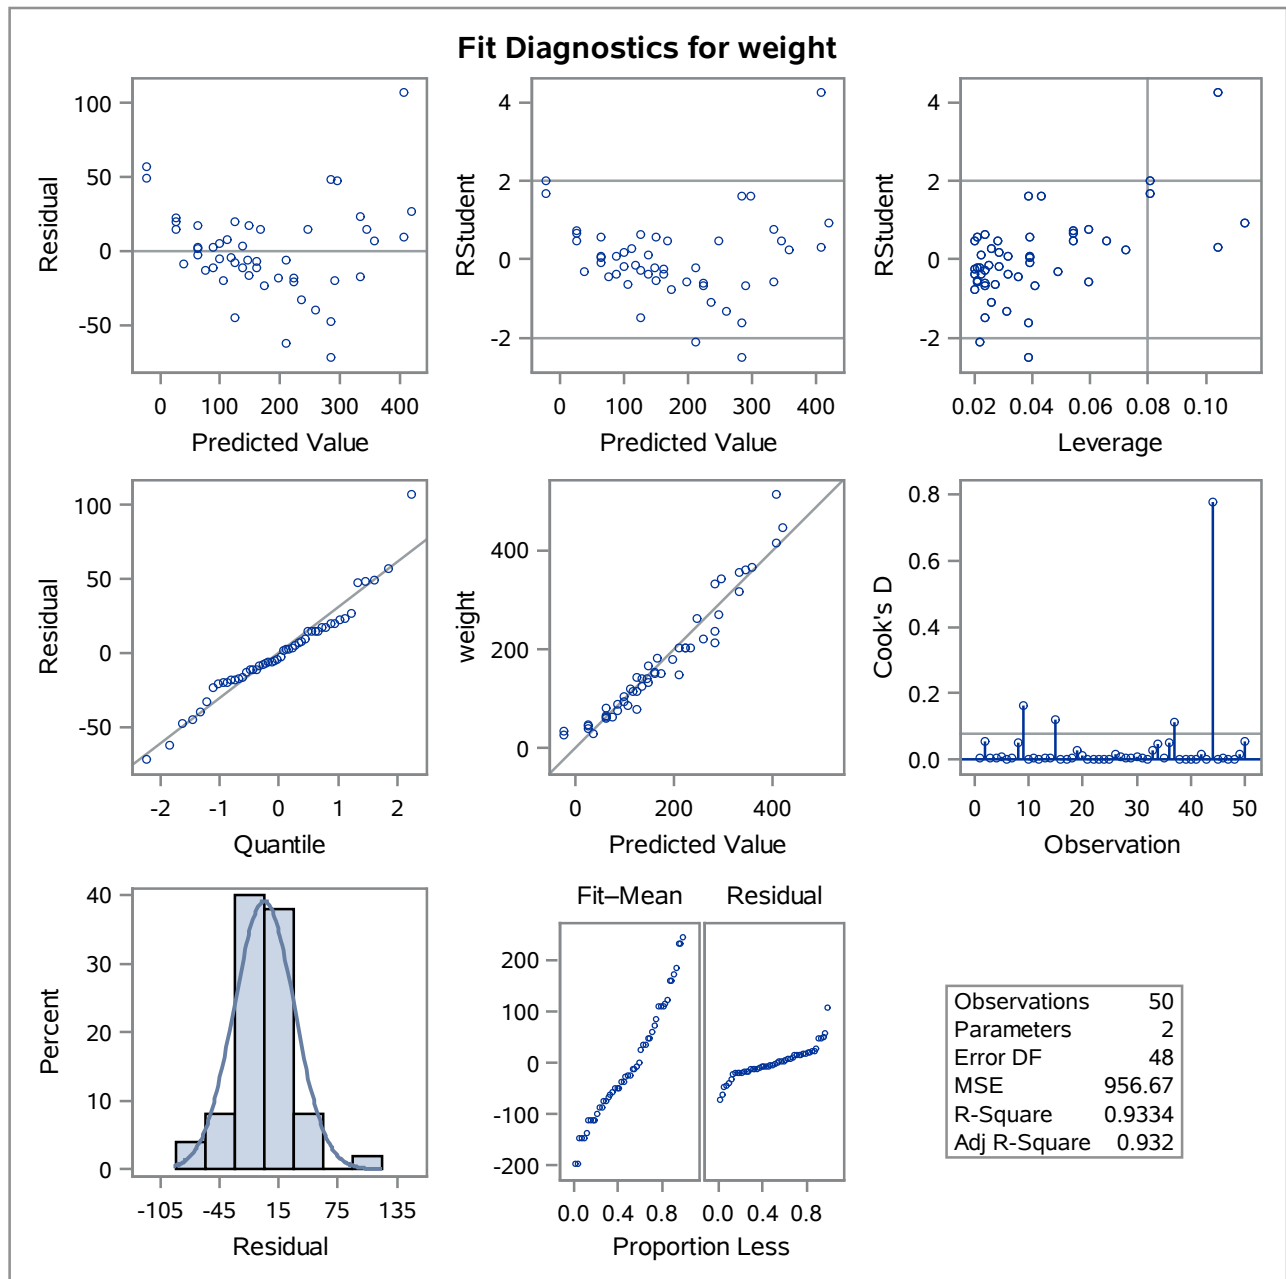 Fit Diagnostics for weight
Residual
100
50
0
-50
0 100 200 300 400
Predicted Value
RStudent
4
2
0
-2
0 100 200 300 400
Predicted Value
RStudent
4
2
0
-2
0.02 0.04 0.06 0.08 0.10
Leverage
Residual
100
50
0
-50
-2 -1 0 1 2
Quantile
weight
400
200
0
0 200 400
Predicted Value
Cook's D
0.8
0.6
0.4
0.2
0.0
0 10 20 30 40 50
Observation
Percent
40
30
20
10
0
-105 -45 15 75 135
Residual
Fit–Mean Residual
200
100
0
-100
-200
0.0 0.4 0.8 0.0 0.4 0.8
Proportion Less
Observations 50
Parameters 2
Error DF 48
MSE 956.67
R-Square 0.9334
Adj R-Square 0.932